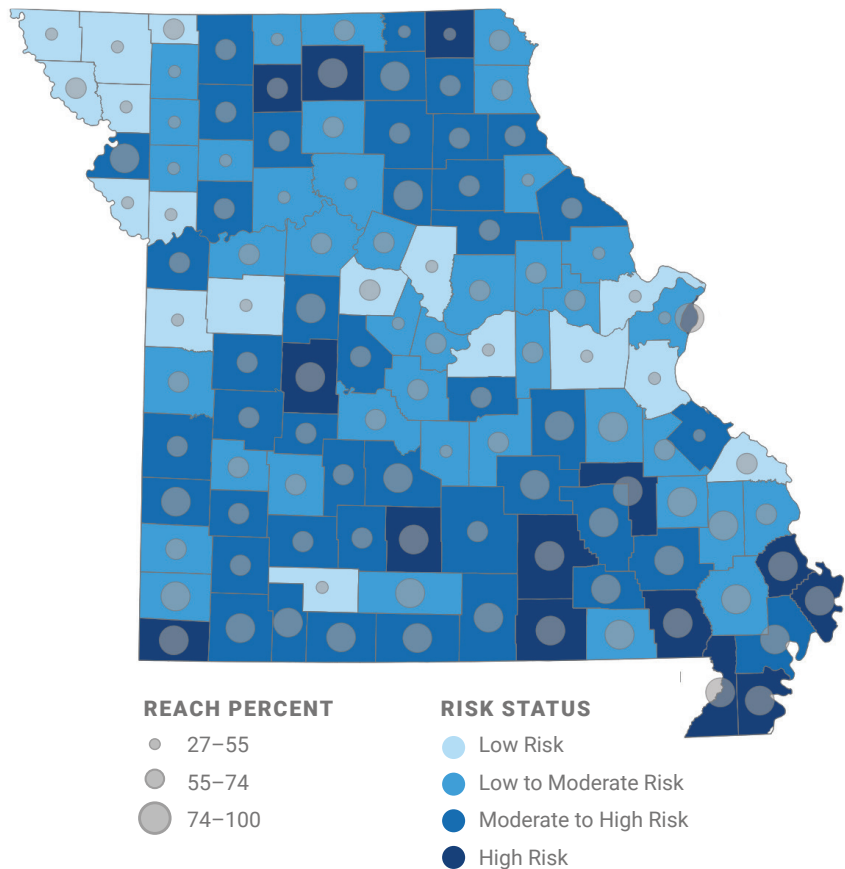 REACH PERCENT
27–55
55–74
74–100
RISK STATUS
Low Risk
Low to Moderate Risk
Moderate to High Risk
High Risk